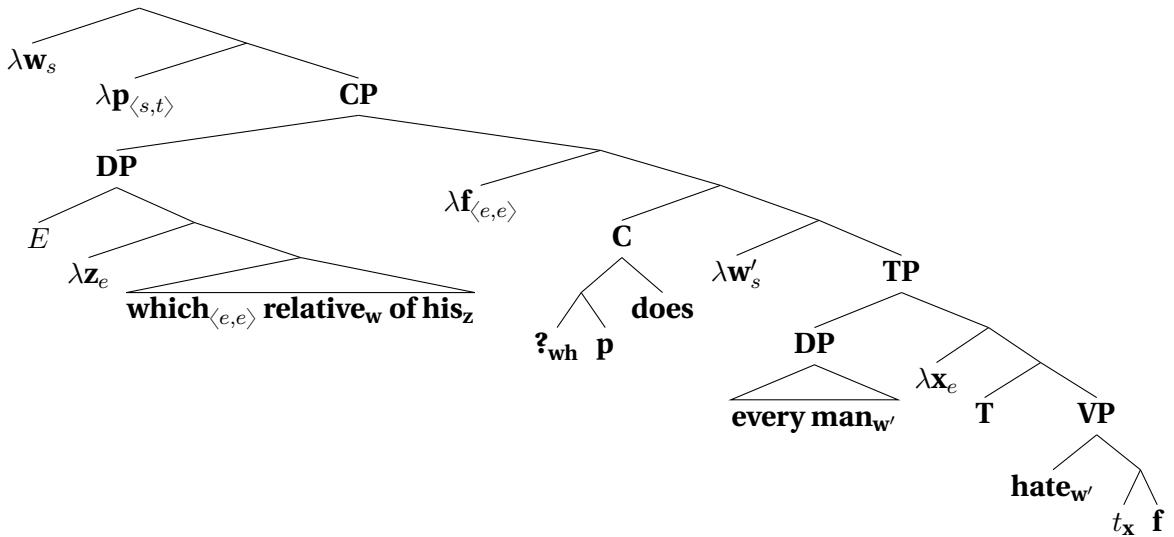 λw_s
λp_⟨s,t⟩
CP
DP
λf_⟨e,e⟩
E
C
λz_e
λw′_s
TP
which_⟨e,e⟩ relative_w of his_z
does
?_wh p
DP
λx_e
every man_w′
T
VP
hate_w′
t_x f